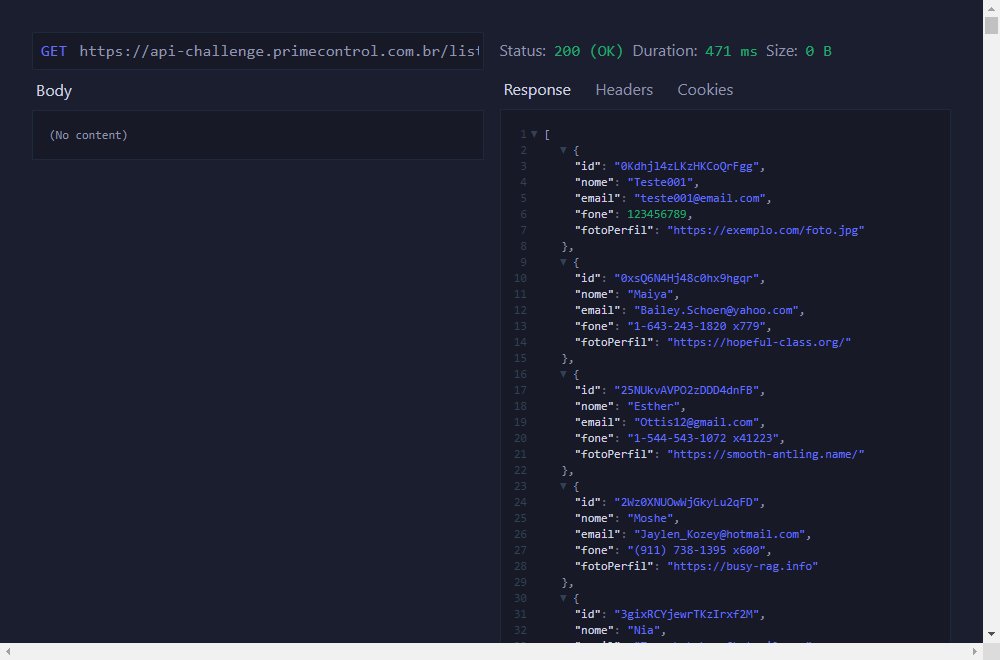 GET https://api-challenge.primecontrol.com.br/list
Status: 200 (OK) Duration: 471 ms Size: 0 B
Body
Response Headers Cookies
(No content)
1 [
2 {
3 "id": "0Kdhjl4zLKzHKCoQrFgg",
4 "nome": "Teste001",
5 "email": "teste001@email.com",
6 "fone": 123456789,
7 "fotoPerfil": "https://exemplo.com/foto.jpg"
8 },
9 {
10 "id": "0xsQ6N4Hj48c0hx9hgqr",
11 "nome": "Maiya",
12 "email": "Bailey.Schoen@yahoo.com",
13 "fone": "1-643-243-1820 x779",
14 "fotoPerfil": "https://hopeful-class.org/"
15 },
16 {
17 "id": "25NUkvAVPO2zDDD4dnFB",
18 "nome": "Esther",
19 "email": "Ottis12@gmail.com",
20 "fone": "1-544-543-1072 x41223",
21 "fotoPerfil": "https://smooth-antling.name/"
22 },
23 {
24 "id": "2Wz0XNUOwWjGkyLu2qFD",
25 "nome": "Moshe",
26 "email": "Jaylen_Kozey@hotmail.com",
27 "fone": "(911) 738-1395 x600",
28 "fotoPerfil": "https://busy-rag.info"
29 },
30 {
31 "id": "3gixRCYjewrTKzIrxf2M",
32 "nome": "Nia",